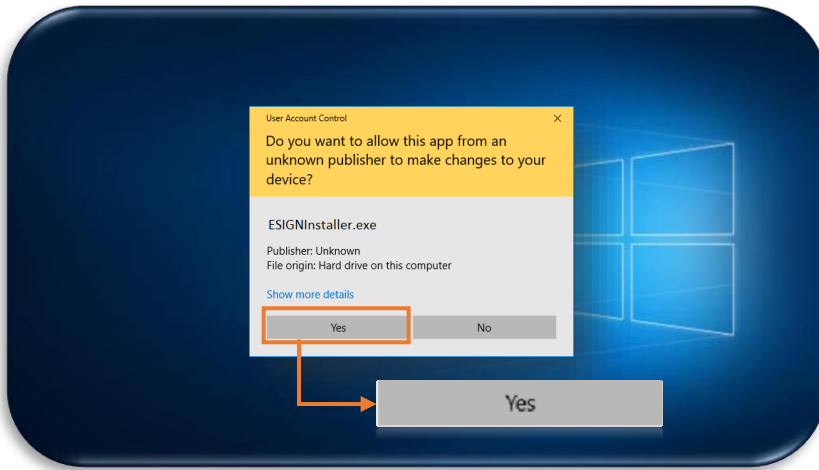 User Account Control
Do you want to allow this app from an
unknown publisher to make changes to your
device?
ESIGNInstaller.exe
Publisher: Unknown
File origin: Hard drive on this computer
Show more details
Yes
No
Yes